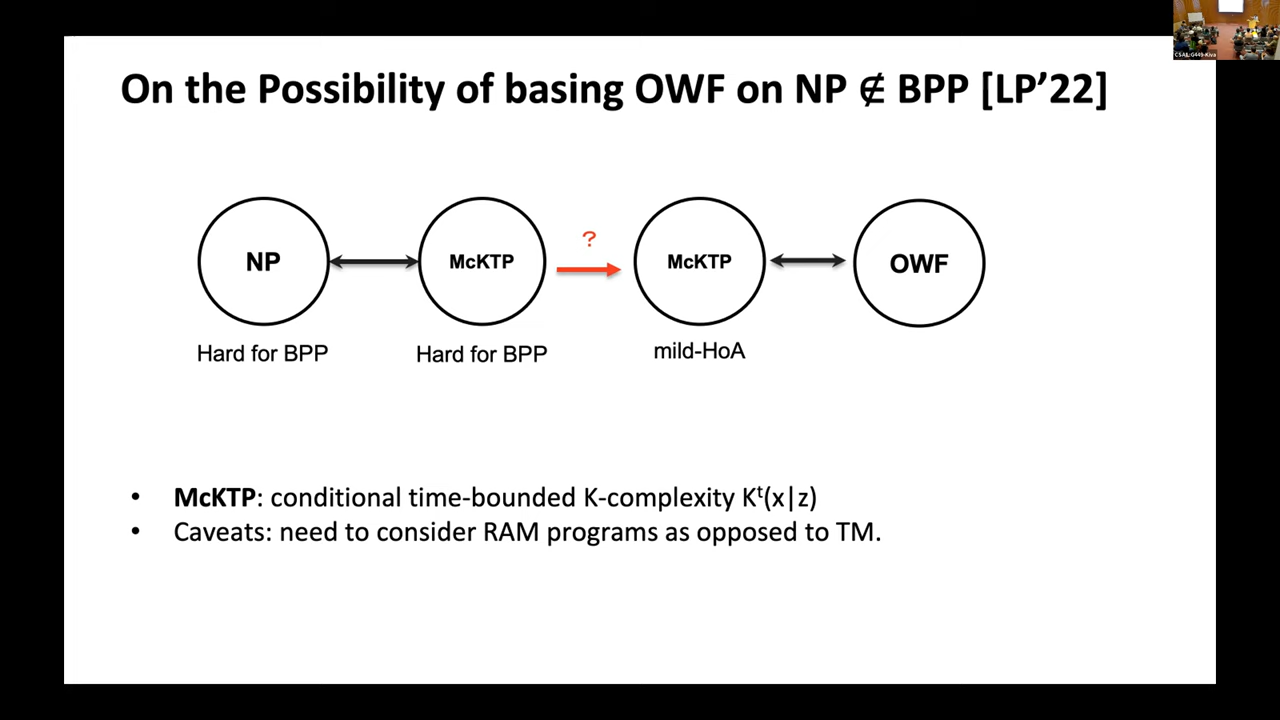 On the Possibility of basing OWF on NP ∉ BPP [LP’22]
?
NP
McKTP
McKTP
OWF
Hard for BPP
Hard for BPP
mild-HoA
• McKTP: conditional time-bounded K-complexity Kᵗ(x|z)
• Caveats: need to consider RAM programs as opposed to TM.